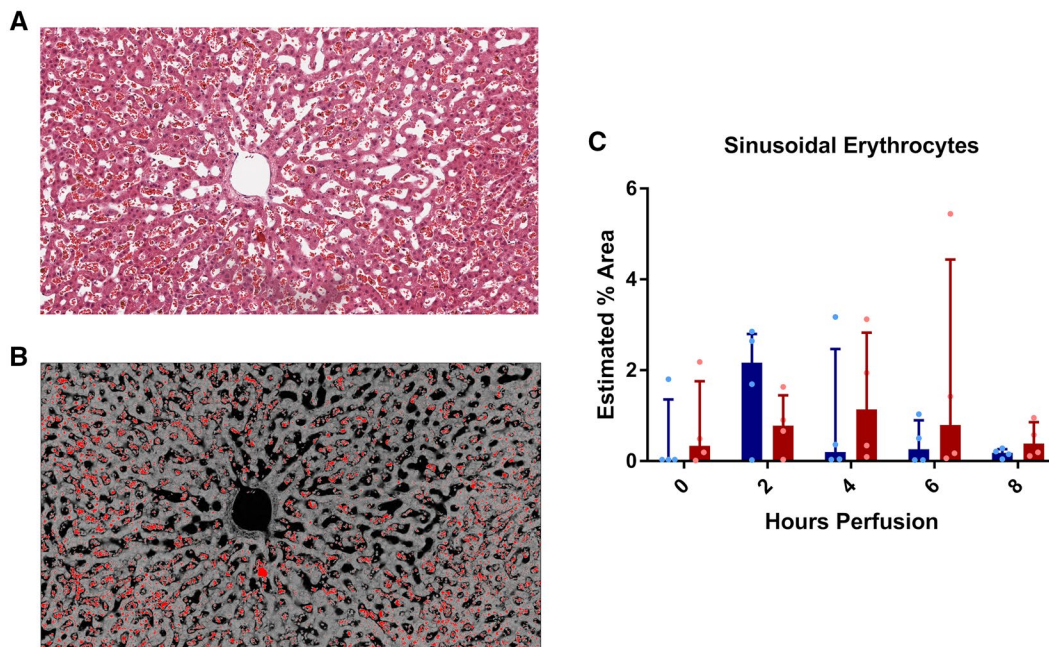 A
B
C
Sinusoidal Erythrocytes
Estimated % Area
6
4
2
0
0 2 4 6 8
Hours Perfusion